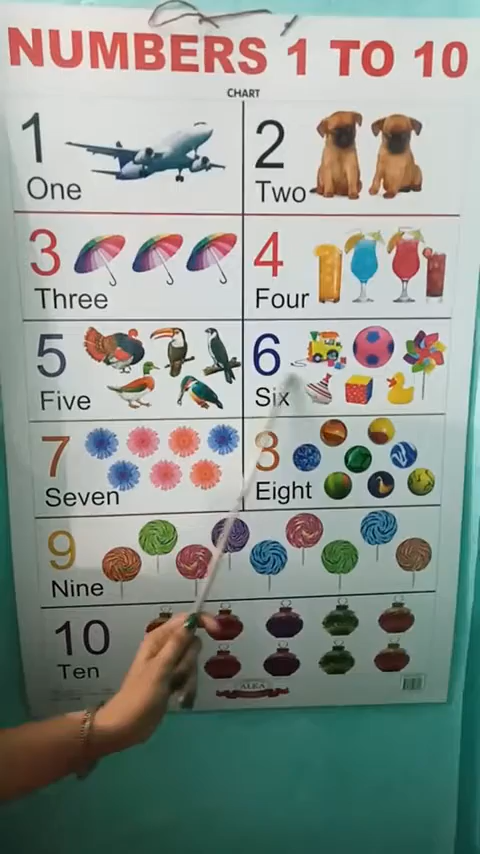 NUMBERS 1 TO 10
CHART
1
One
2
Two
3
Three
4
Four
5
Five
6
Six
7
Seven
8
Eight
9
Nine
10
Ten